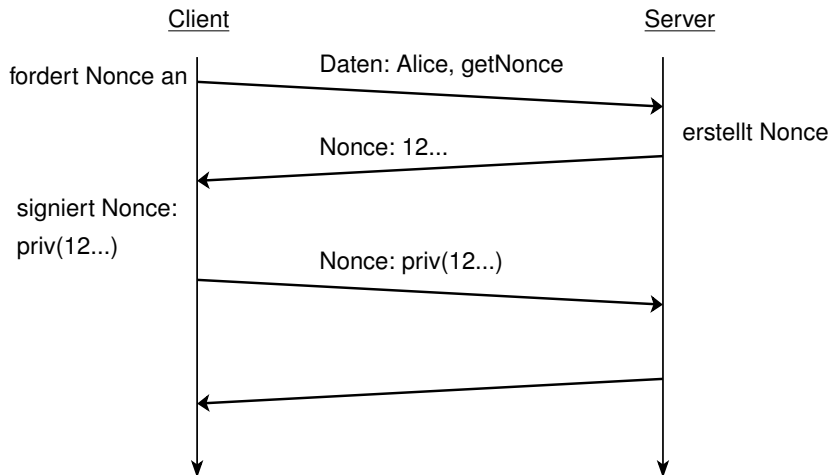 Client
Server
fordert Nonce an
Daten: Alice, getNonce
erstellt Nonce
Nonce: 12...
signiert Nonce:
priv(12...)
Nonce: priv(12...)